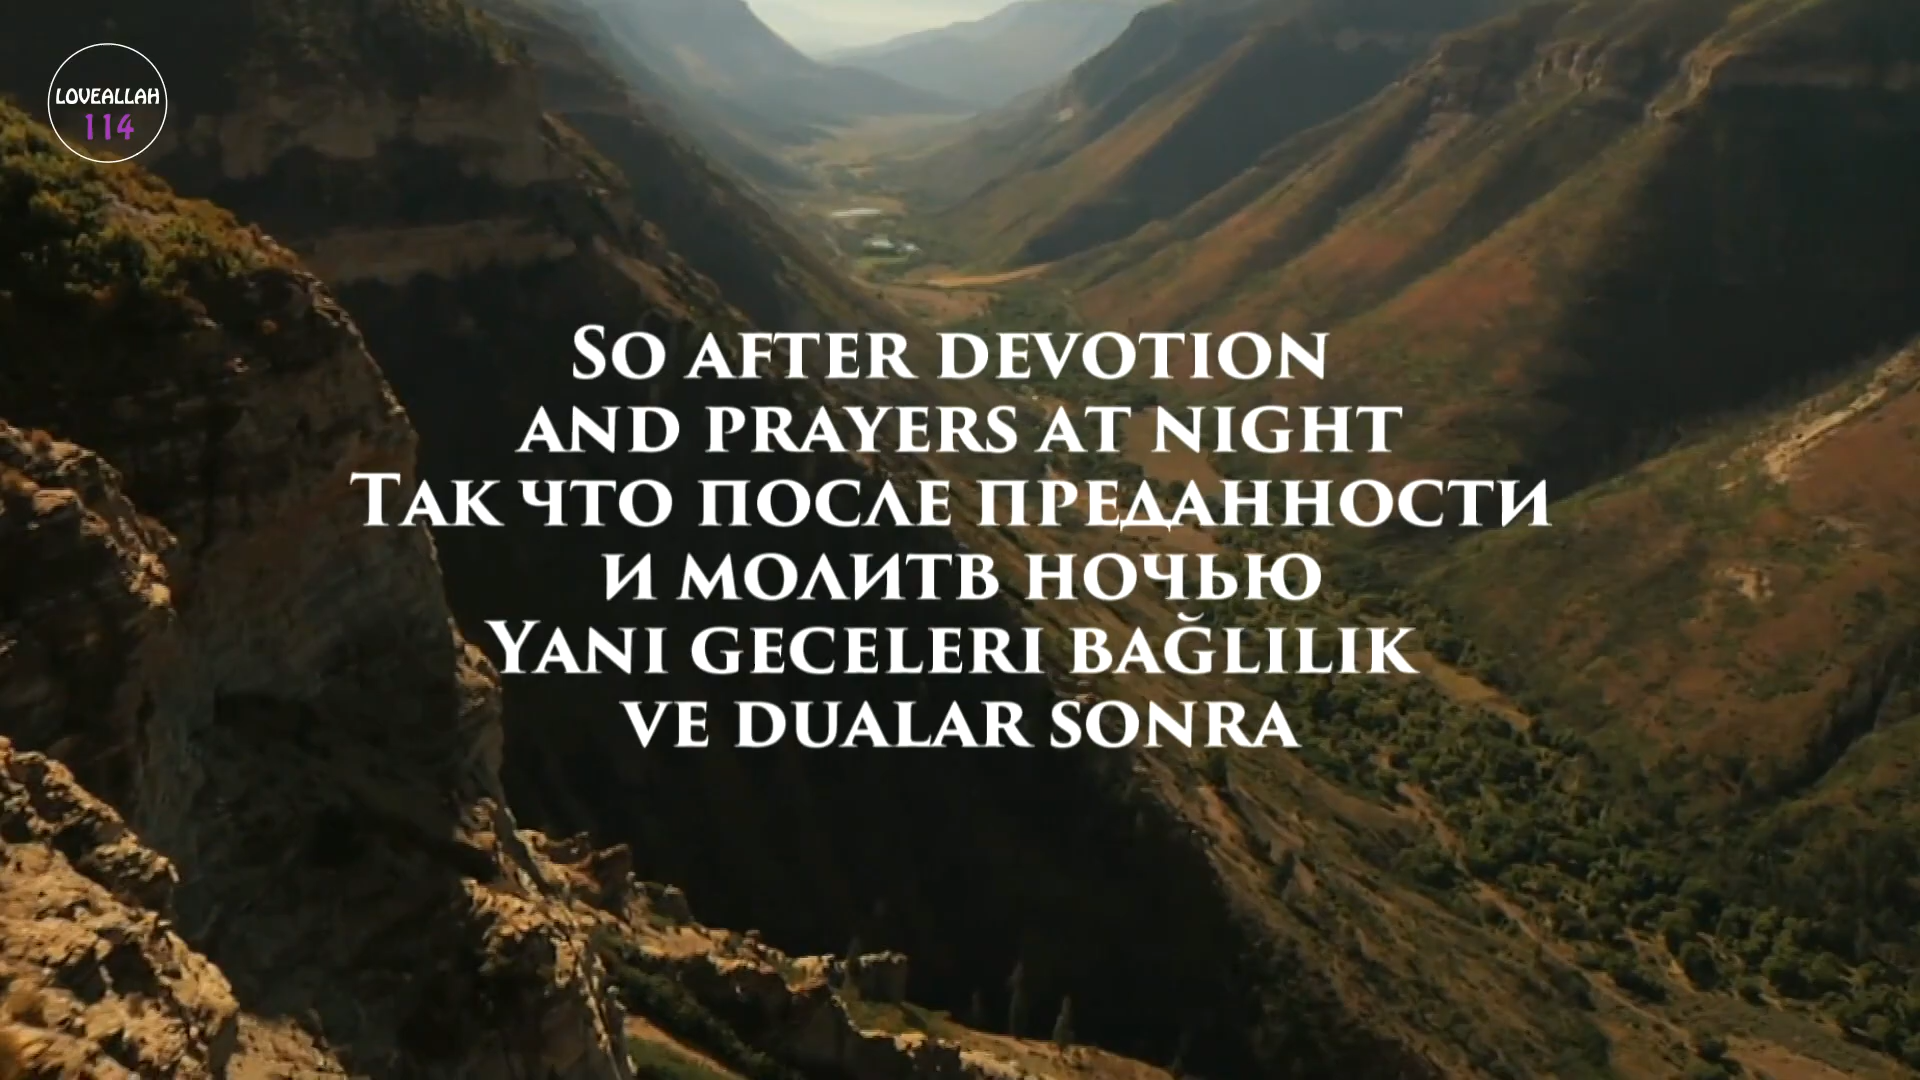 LOVEALLAH
114
So after devotion
and prayers at night
Так что после преданности
и молитв ночью
Yani geceleri bağlilik
ve dualar sonra